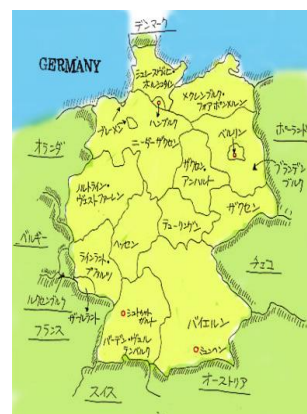 デンマーク
GERMANY
シュレースヴィヒ・
ホルシュタイン
メクレンブルク・
フォアポンメルン
ハンブルク
ブレーメン
ニーダーザクセン
ベルリン
ポーランド
オランダ
ブランデン
ブルク
ザクセン・
アンハルト
ノルトライン・
ヴェストファーレン
ザクセン
テューリンゲン
ヘッセン
ベルギー
ラインラント・
プファルツ
チェコ
ルクセンブルク
ザールラント
フランス
シュトゥットガルト
バイエルン
バーデン・ヴュル
テンベルク
ミュンヘン
スイス
オーストリア